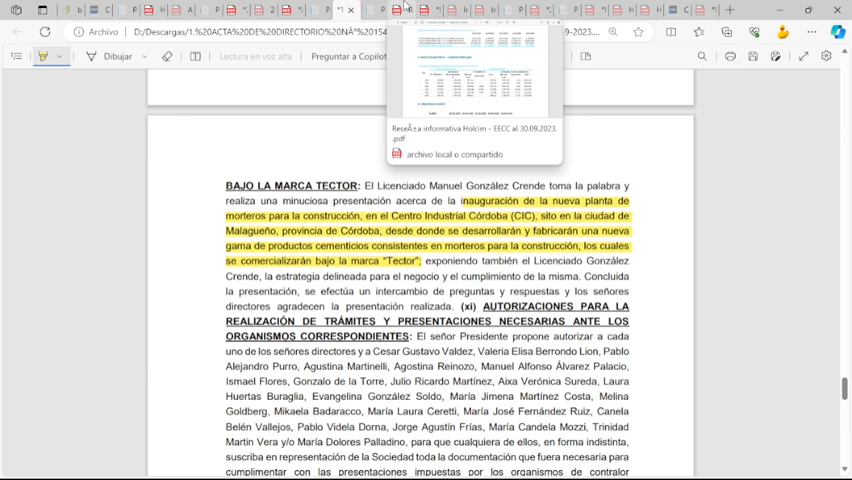 Archivo
D:/Descargas/1.%20ACTA%20DE%20DIRECTORIO%20NÂ°%20154
-9-2023....
Dibujar
Lectura en voz alta
Preguntar a Copilot
Reseña informativa Holcim - EECC al 30.09.2023.
.pdf
archivo local o compartido
BAJO LA MARCA TECTOR: El Licenciado Manuel González Crende toma la palabra y
realiza una minuciosa presentación acerca de la inauguración de la nueva planta de
morteros para la construcción, en el Centro Industrial Córdoba (CIC), sito en la ciudad de
Malagueño, provincia de Córdoba, desde donde se desarrollarán y fabricarán una nueva
gama de productos cementicios consistentes en morteros para la construcción, los cuales
se comercializarán bajo la marca "Tector"; exponiendo también el Licenciado González
Crende, la estrategia delineada para el negocio y el cumplimiento de la misma. Concluida
la presentación, se efectúa un intercambio de preguntas y respuestas y los señores
directores agradecen la presentación realizada. (xi) AUTORIZACIONES PARA LA
REALIZACIÓN DE TRÁMITES Y PRESENTACIONES NECESARIAS ANTE LOS
ORGANISMOS CORRESPONDIENTES: El señor Presidente propone autorizar a cada
uno de los señores directores y a Cesar Gustavo Valdez, Valeria Elisa Berrondo Lion, Pablo
Alejandro Purro, Agustina Martinelli, Agostina Reinozo, Manuel Alfonso Álvarez Palacio,
Ismael Flores, Gonzalo de la Torre, Julio Ricardo Martínez, Aixa Verónica Sureda, Laura
Huertas Buraglia, Evangelina González Soldo, María Jimena Martínez Costa, Melina
Goldberg, Mikaela Badaracco, María Laura Ceretti, María José Fernández Ruiz, Canela
Belén Vallejos, Pablo Videla Dorna, Jorge Agustín Frías, María Candela Mozzi, Trinidad
Martin Vera y/o María Dolores Palladino, para que cualquiera de ellos, en forma indistinta,
suscriba en representación de la Sociedad toda la documentación que fuera necesaria para
cumplimentar con las presentaciones impuestas por los organismos de contralor